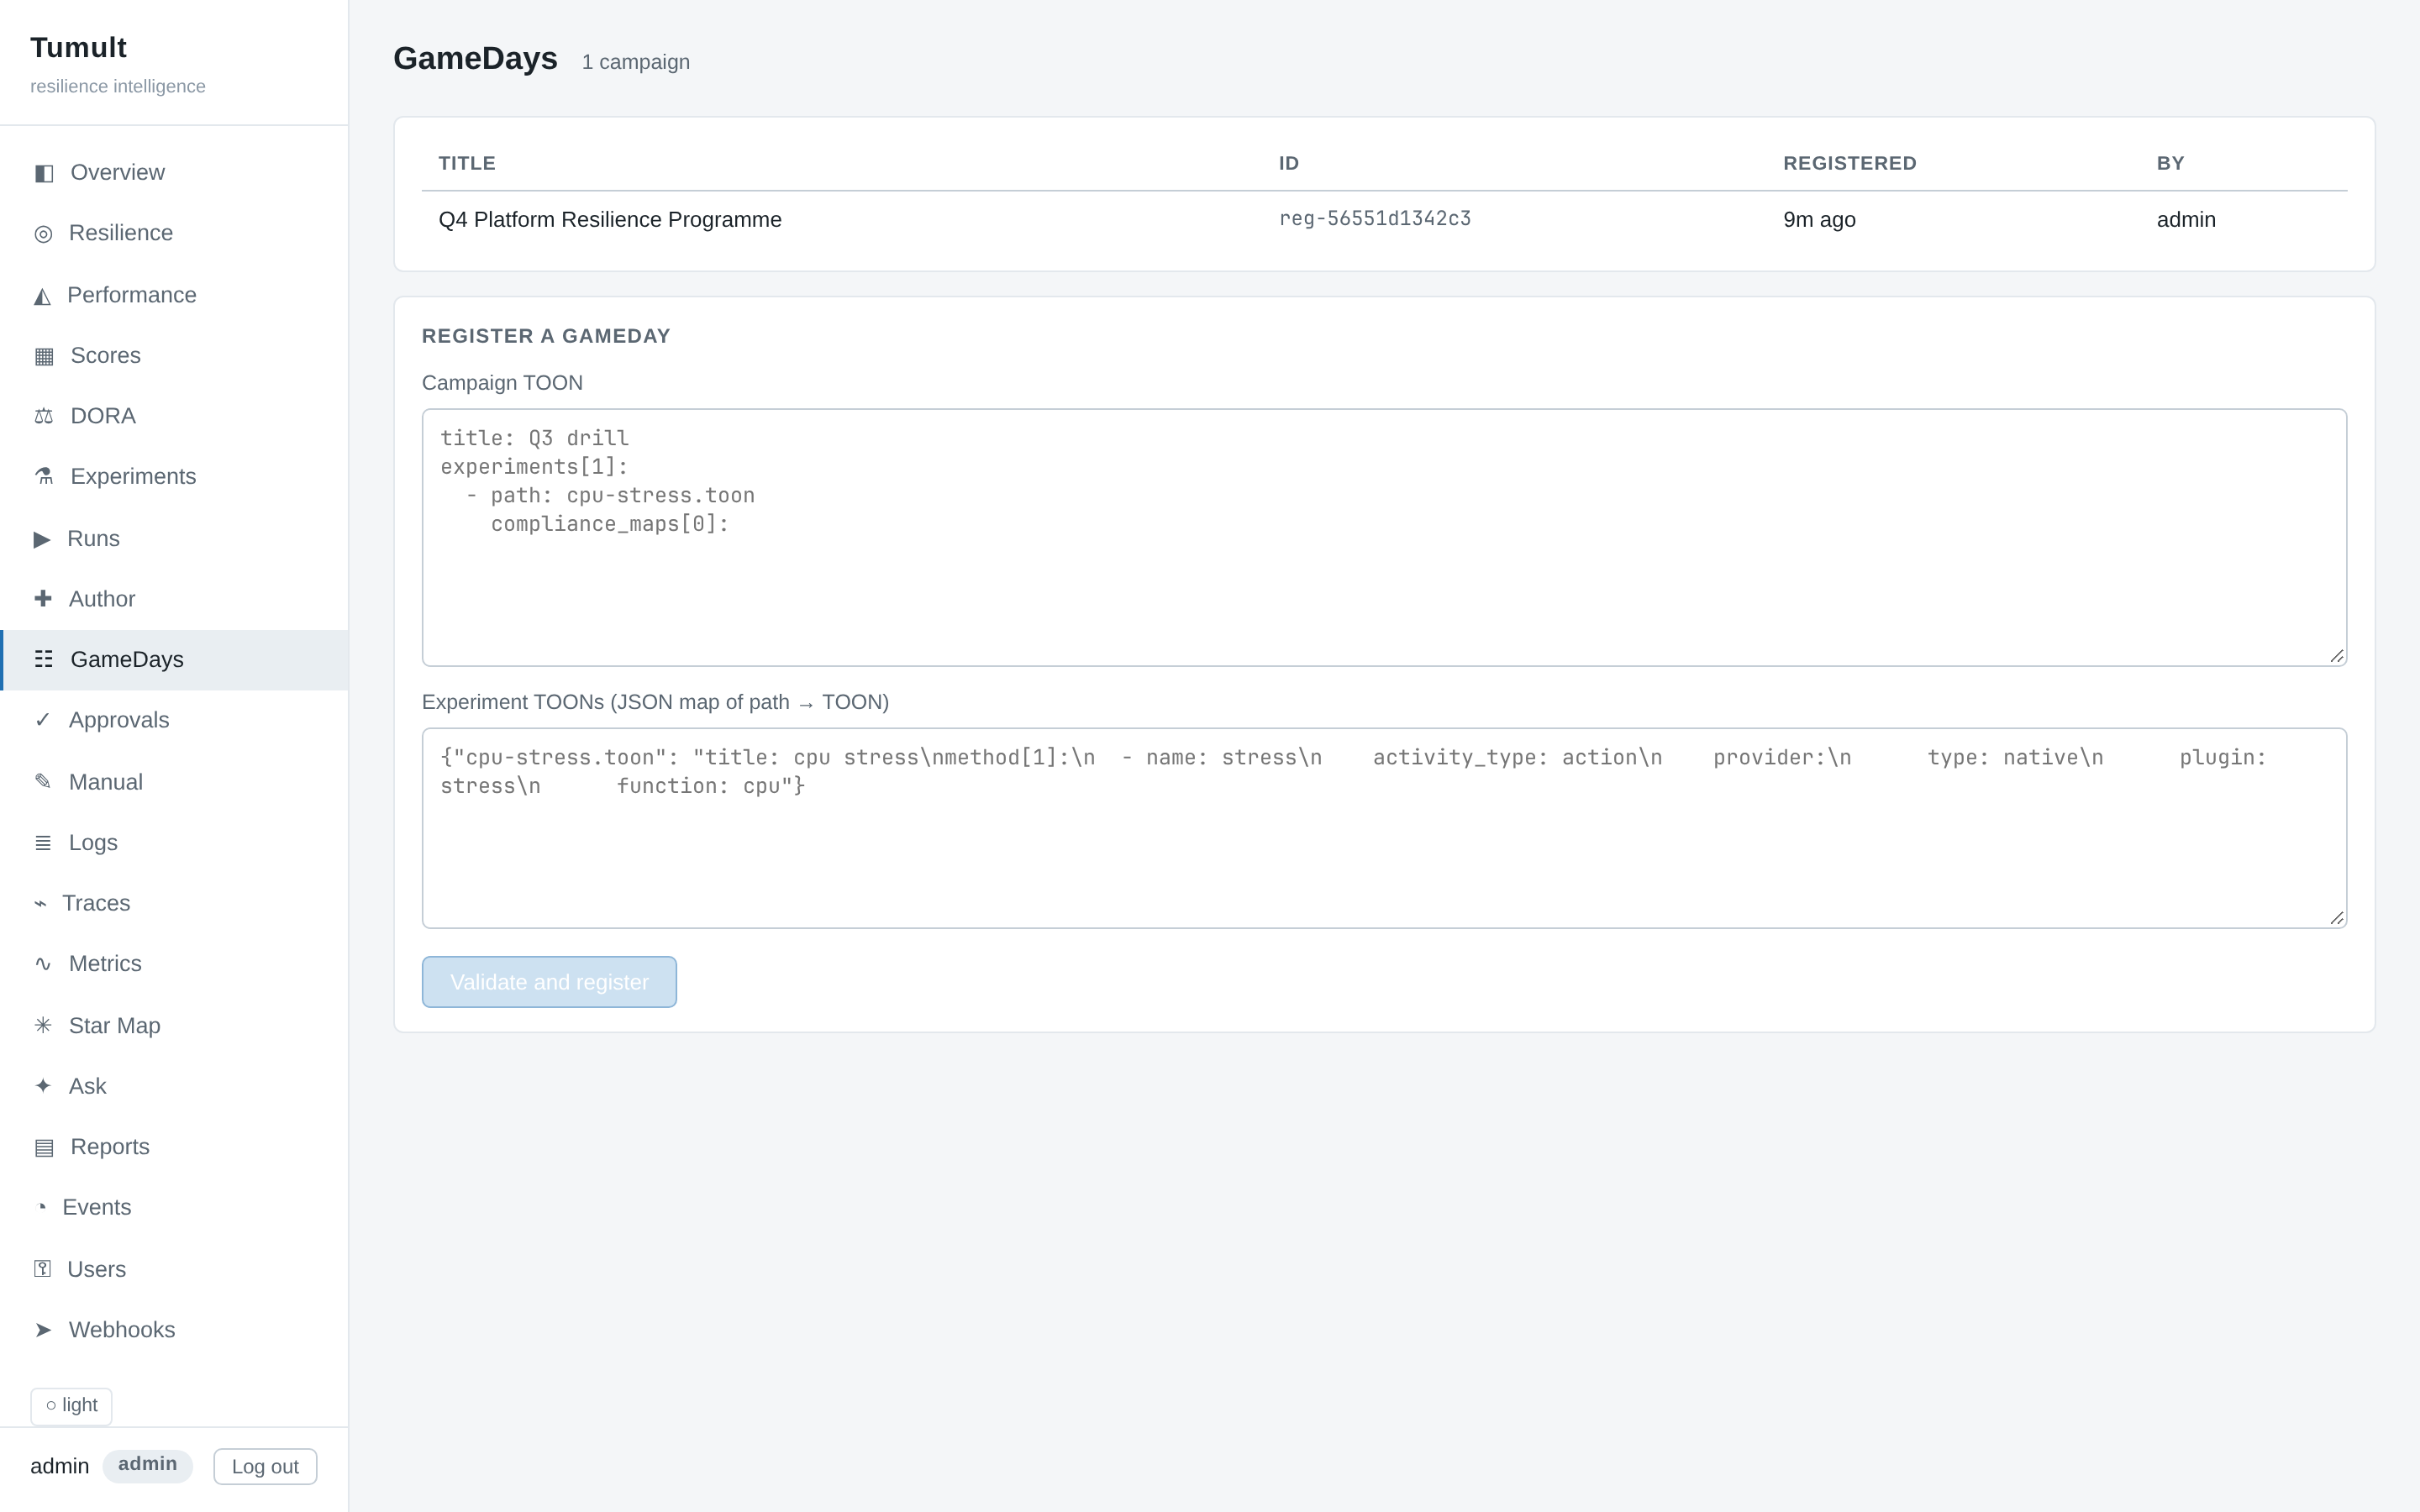 Tumult
resilience intelligence
Overview
Resilience
Performance
Scores
DORA
Experiments
Runs
Author
GameDays
Approvals
Manual
Logs
Traces
Metrics
Star Map
Ask
Reports
Events
Users
Webhooks
○ light
admin admin Log out
GameDays 1 campaign
TITLE ID REGISTERED BY
Q4 Platform Resilience Programme reg-56551d1342c3 9m ago admin
REGISTER A GAMEDAY
Campaign TOON
title: Q3 drill
experiments[1]:
  - path: cpu-stress.toon
    compliance_maps[0]:
Experiment TOONs (JSON map of path → TOON)
{"cpu-stress.toon": "title: cpu stress\nmethod[1]:\n  - name: stress\n    activity_type: action\n    provider:\n      type: native\n      plugin:
stress\n      function: cpu"}
Validate and register